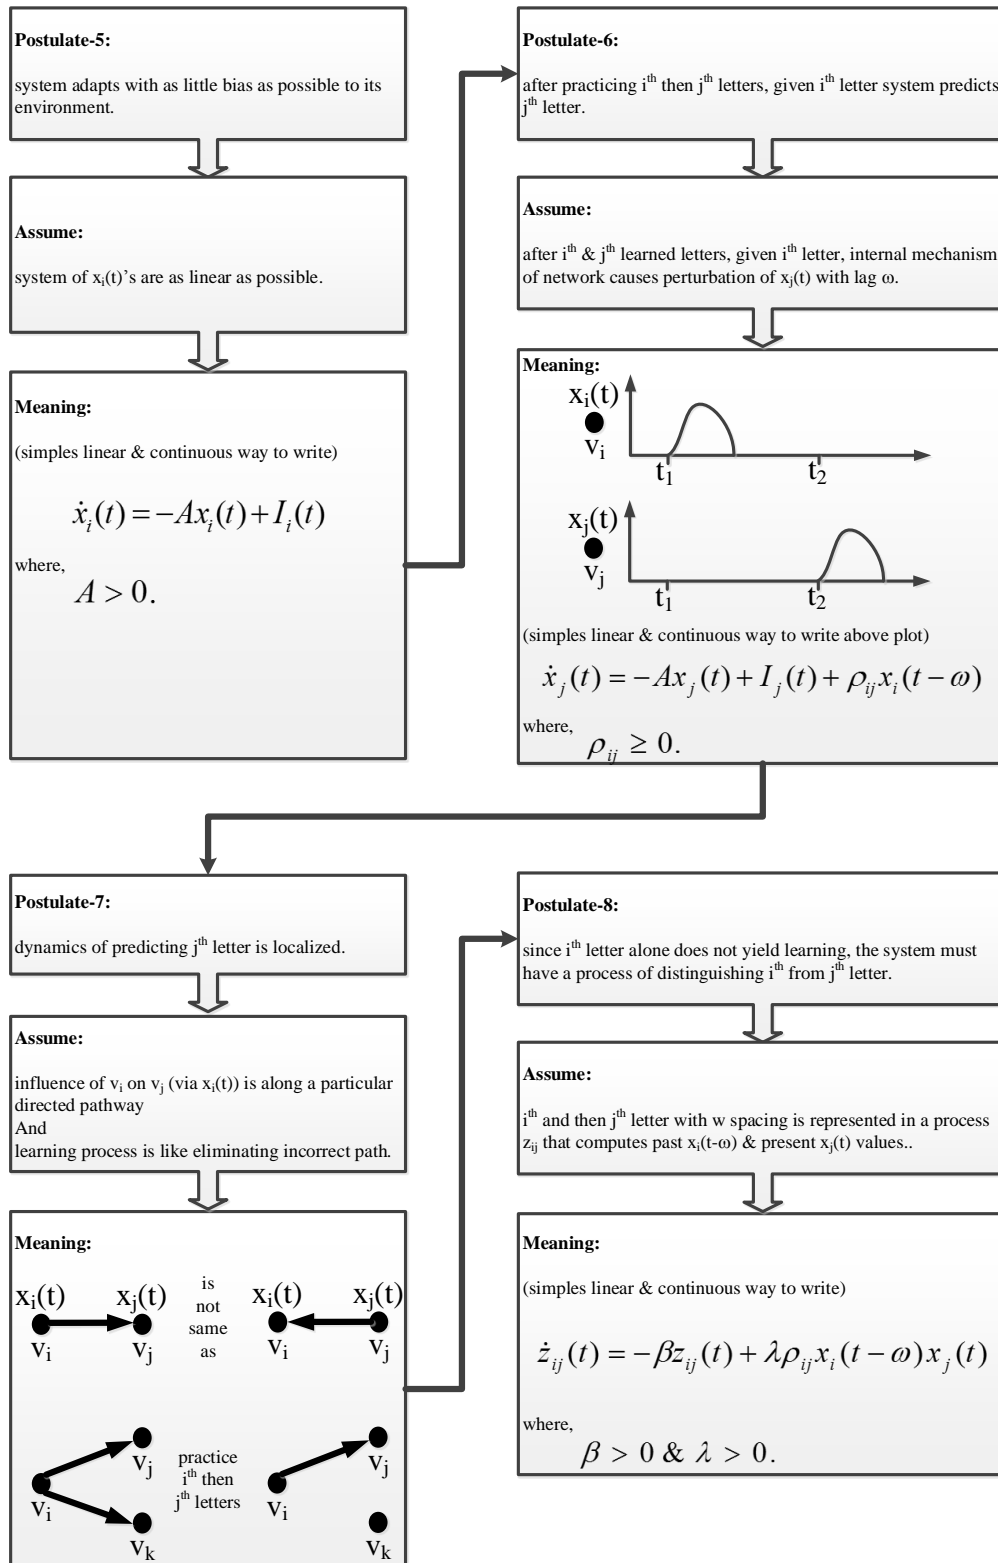 Postulate-5:
system adapts with as little bias as possible to its
environment.
Assume:
system of xᵢ(t)’s are as linear as possible.
Meaning:
(simples linear & continuous way to write)
ẋᵢ(t) = −Axᵢ(t) + Iᵢ(t)
where,
A > 0.
Postulate-6:
after practicing iᵗʰ then jᵗʰ letters, given iᵗʰ letter system predicts
jᵗʰ letter.
Assume:
after iᵗʰ & jᵗʰ learned letters, given iᵗʰ letter, internal mechanism
of network causes perturbation of xⱼ(t) with lag ω.
Meaning:
xᵢ(t)
vᵢ
t₁ t₂
xⱼ(t)
vⱼ
t₁ t₂
(simples linear & continuous way to write above plot)
ẋⱼ(t) = −Axⱼ(t) + Iⱼ(t) + ρᵢⱼxᵢ(t − ω)
where,
ρᵢⱼ ≥ 0.
Postulate-7:
dynamics of predicting jᵗʰ letter is localized.
Assume:
influence of vᵢ on vⱼ (via xᵢ(t)) is along a particular
directed pathway
And
learning process is like eliminating incorrect path.
Meaning:
xᵢ(t) xⱼ(t)
vᵢ vⱼ
is
not
same
as
xᵢ(t) xⱼ(t)
vᵢ vⱼ
vⱼ
vᵢ
vₖ
practice
iᵗʰ then
jᵗʰ letters
vⱼ
vᵢ
vₖ
Postulate-8:
since iᵗʰ letter alone does not yield learning, the system must
have a process of distinguishing iᵗʰ from jᵗʰ letter.
Assume:
iᵗʰ and then jᵗʰ letter with w spacing is represented in a process
zᵢⱼ that computes past xᵢ(t-ω) & present xⱼ(t) values..
Meaning:
(simples linear & continuous way to write)
żᵢⱼ(t) = −βzᵢⱼ(t) + λρᵢⱼxᵢ(t − ω)xⱼ(t)
where,
β > 0 & λ > 0.